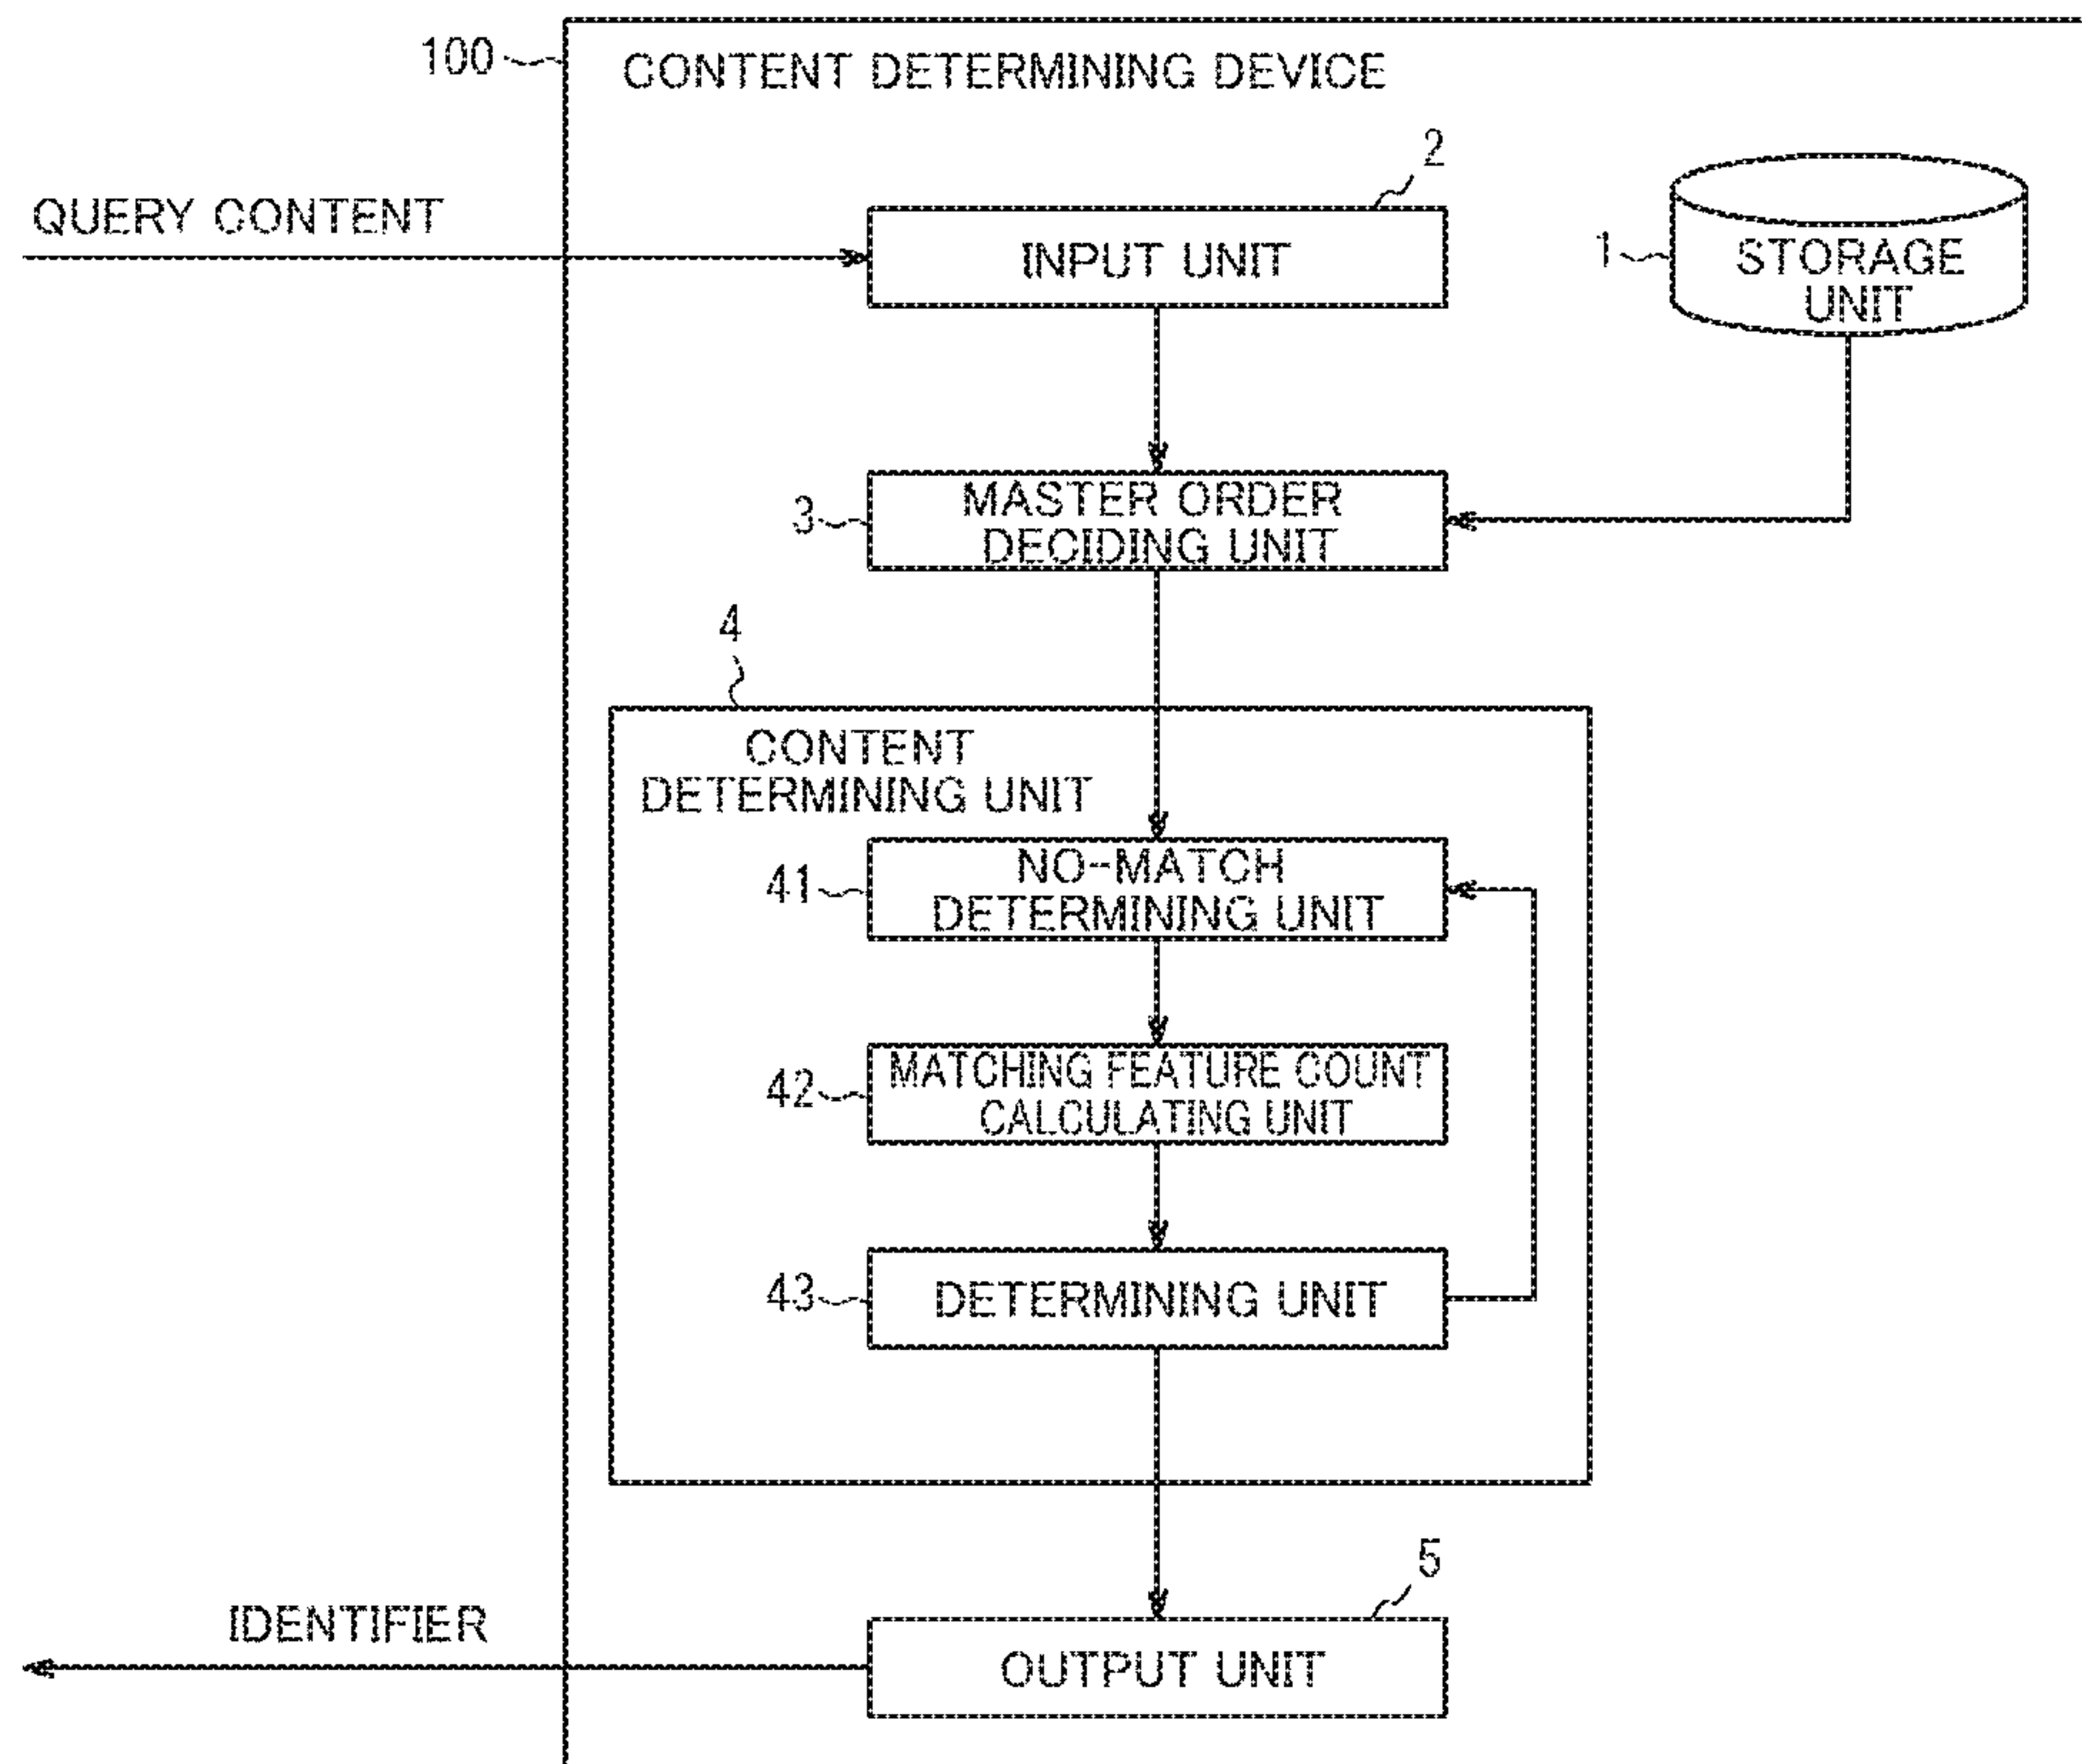 100
CONTENT DETERMINING DEVICE
2
QUERY CONTENT
INPUT UNIT
1
STORAGE
UNIT
3
MASTER ORDER
DECIDING UNIT
4
CONTENT
DETERMINING UNIT
41
NO-MATCH
DETERMINING UNIT
42
MATCHING FEATURE COUNT
CALCULATING UNIT
43
DETERMINING UNIT
5
IDENTIFIER
OUTPUT UNIT